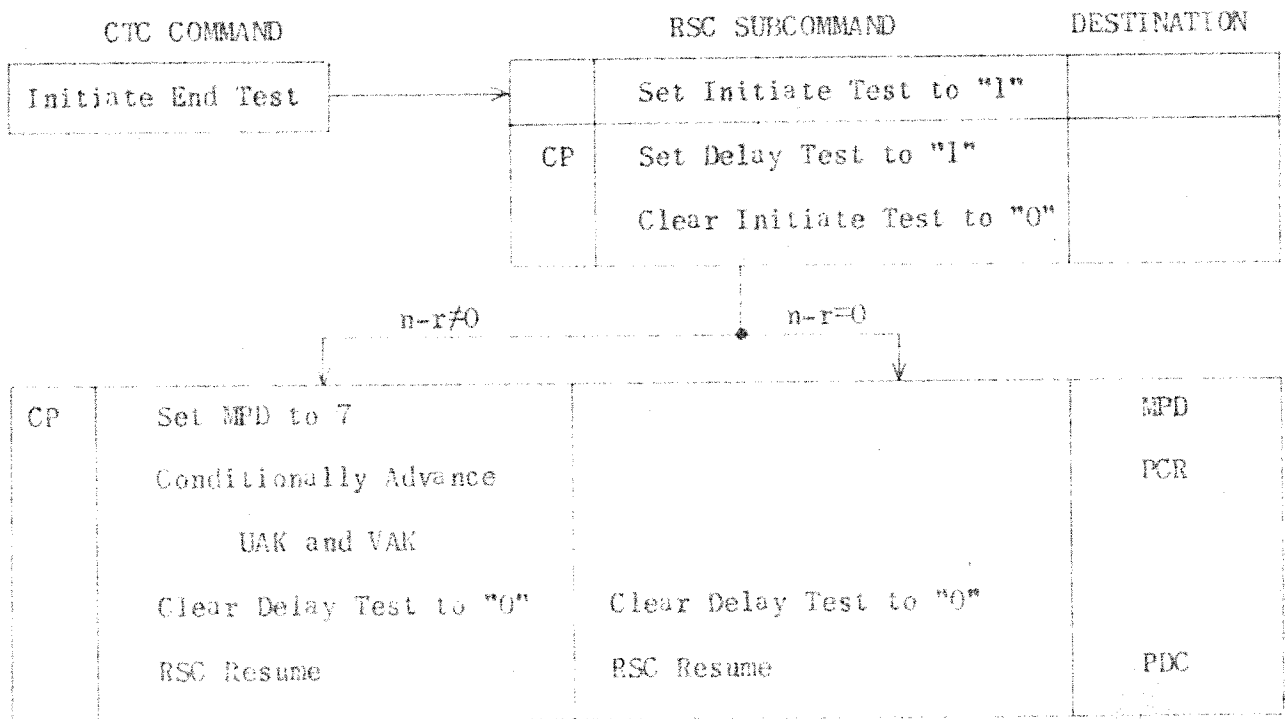 CTC COMMAND RSC SUBCOMMAND DESTINATION
Initiate End Test Set Initiate Test to "1"
CP Set Delay Test to "1"
Clear Initiate Test to "0"
n-r≠0 n-r=0
CP Set MPD to 7 MPD
Conditionally Advance PCR
UAK and VAK
Clear Delay Test to "0" Clear Delay Test to "0"
RSC Resume RSC Resume PDC